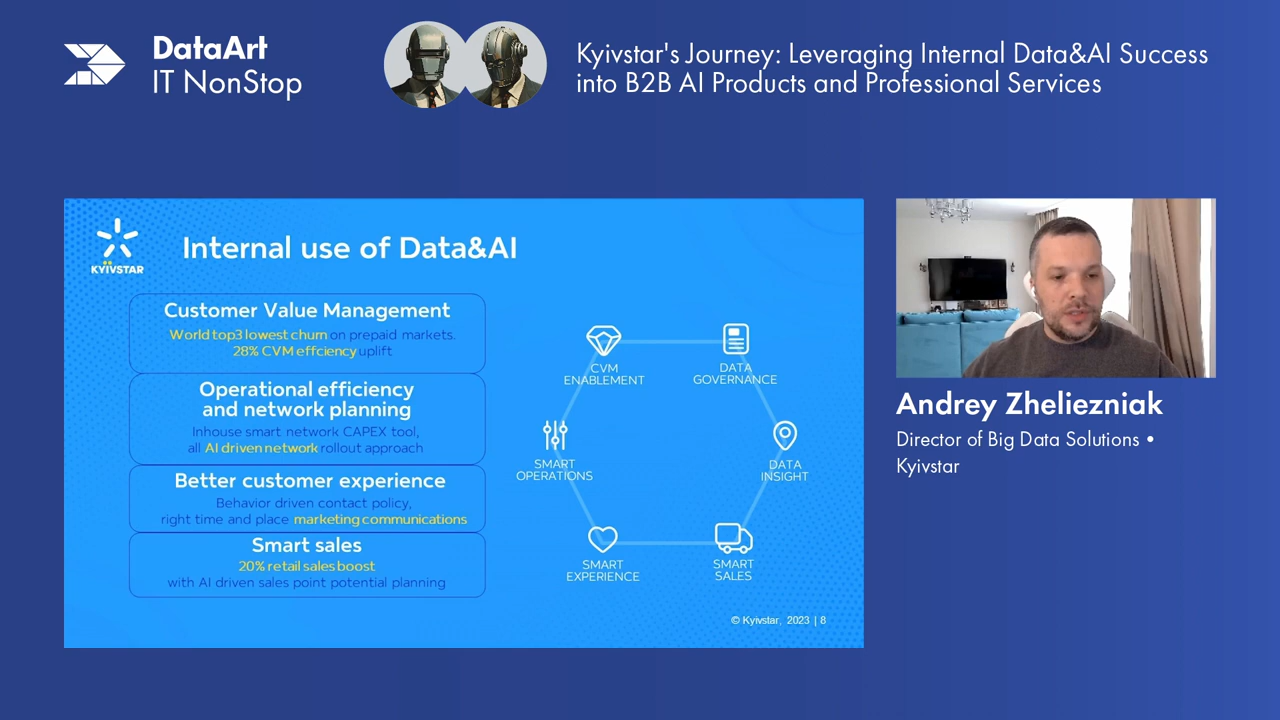 DataArt
IT NonStop
Kyivstar's Journey: Leveraging Internal Data&AI Success
into B2B AI Products and Professional Services
KYЇVSTAR
Internal use of Data&AI
Customer Value Management
World top3 lowest churn on prepaid markets.
28% CVM effciency uplift
Operational efficiency
and network planning
Inhouse smart network CAPEX tool,
all AI driven network rollout approach
Better customer experience
Behavior driven contact policy,
right time and place marketing communications
Smart sales
20% retail sales boost
with AI driven sales point potential planning
CVM
ENABLEMENT
DATA
GOVERNANCE
SMART
OPERATIONS
DATA
INSIGHT
SMART
EXPERIENCE
SMART
SALES
© Kyivstar, 2023 | 8
Andrey Zheliezniak
Director of Big Data Solutions •
Kyivstar